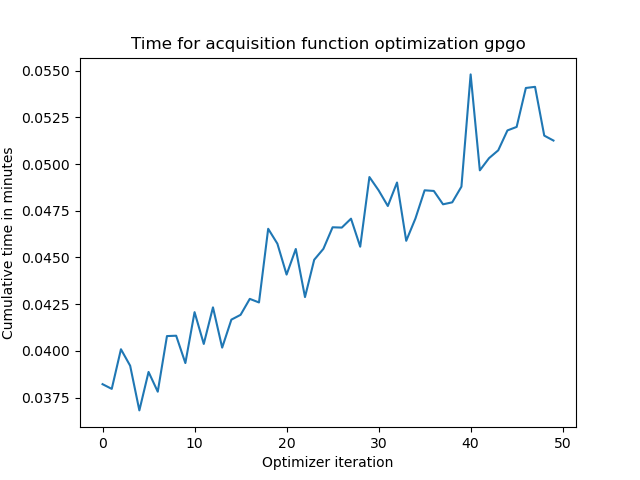 Time for acquisition function optimization gpgo
0.0550
0.0525
0.0500
0.0475
0.0450
0.0425
0.0400
0.0375
Cumulative time in minutes
0 10 20 30 40 50
Optimizer iteration